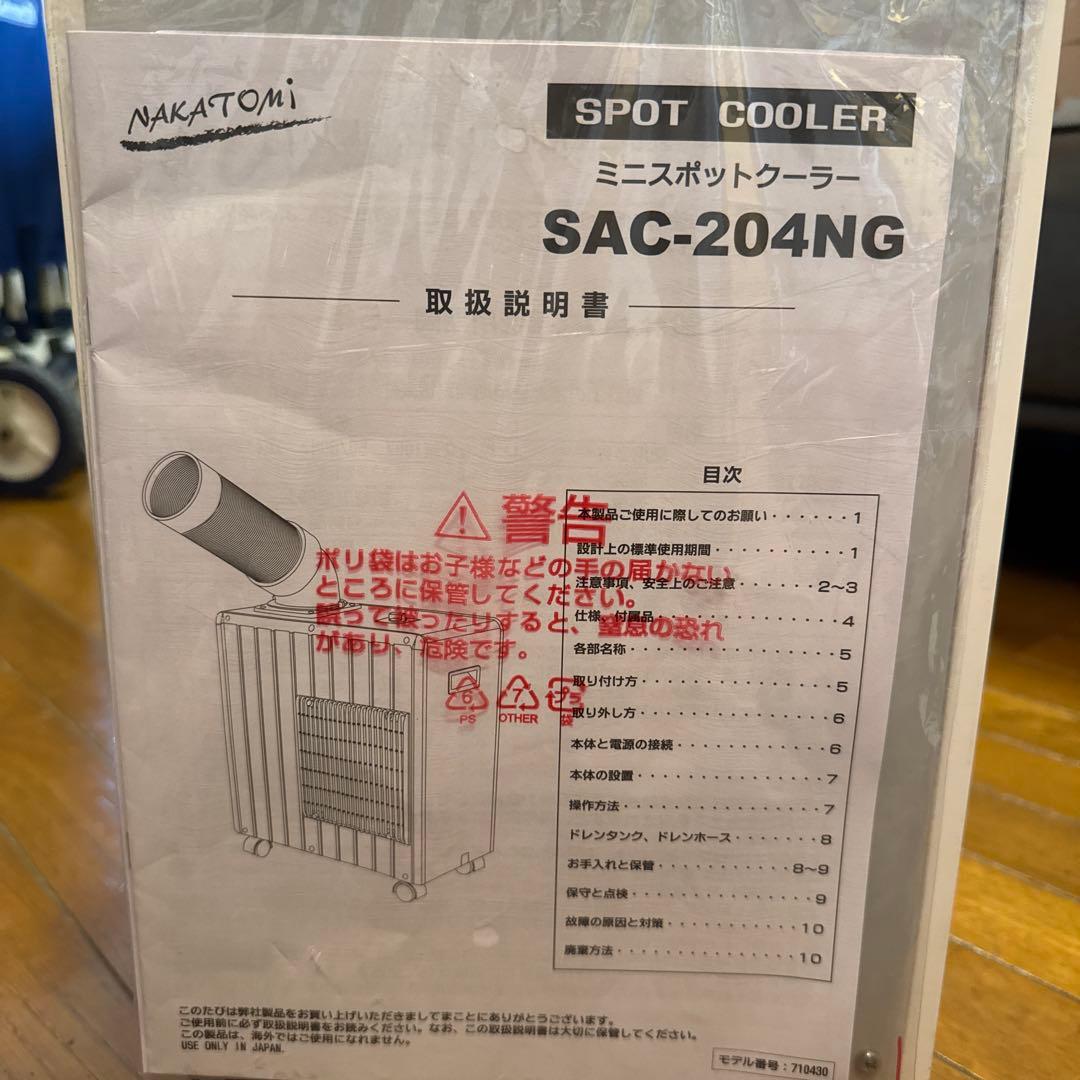 NAKATOMI
SPOT COOLER
ミニスポットクーラー
SAC-204NG
取扱説明書
目次
本製品ご使用に際してのお願い・・・・・・1
設計上の標準使用期間・・・・・・・・・・1
注意事項、安全上のご注意・・・・・・・2〜3
仕様、付属品・・・・・・・・・・・・・・4
各部名称・・・・・・・・・・・・・・・・5
取り付け方・・・・・・・・・・・・・・・5
取り外し方・・・・・・・・・・・・・・・6
本体と電源の接続・・・・・・・・・・・・6
本体の設置・・・・・・・・・・・・・・・7
操作方法・・・・・・・・・・・・・・・・7
ドレンタンク、ドレンホース・・・・・・・8
お手入れと保管・・・・・・・・・・・8〜9
保守と点検・・・・・・・・・・・・・・・9
故障の原因と対策・・・・・・・・・・・10
廃棄方法・・・・・・・・・・・・・・・10
警告
ポリ袋はお子様などの手の届かない
ところに保管してください。
誤って被ったりすると、窒息の恐れ
があり、危険です。
6 7 プラ
PS OTHER 袋
このたびは弊社製品をお買い上げいただきましてまことにありがとうございます。
ご使用前に必ず取扱説明書をお読みください。なお、この取扱説明書は大切に保管してください。
この製品は、海外ではご使用になれません。
USE ONLY IN JAPAN.
モデル番号：710430